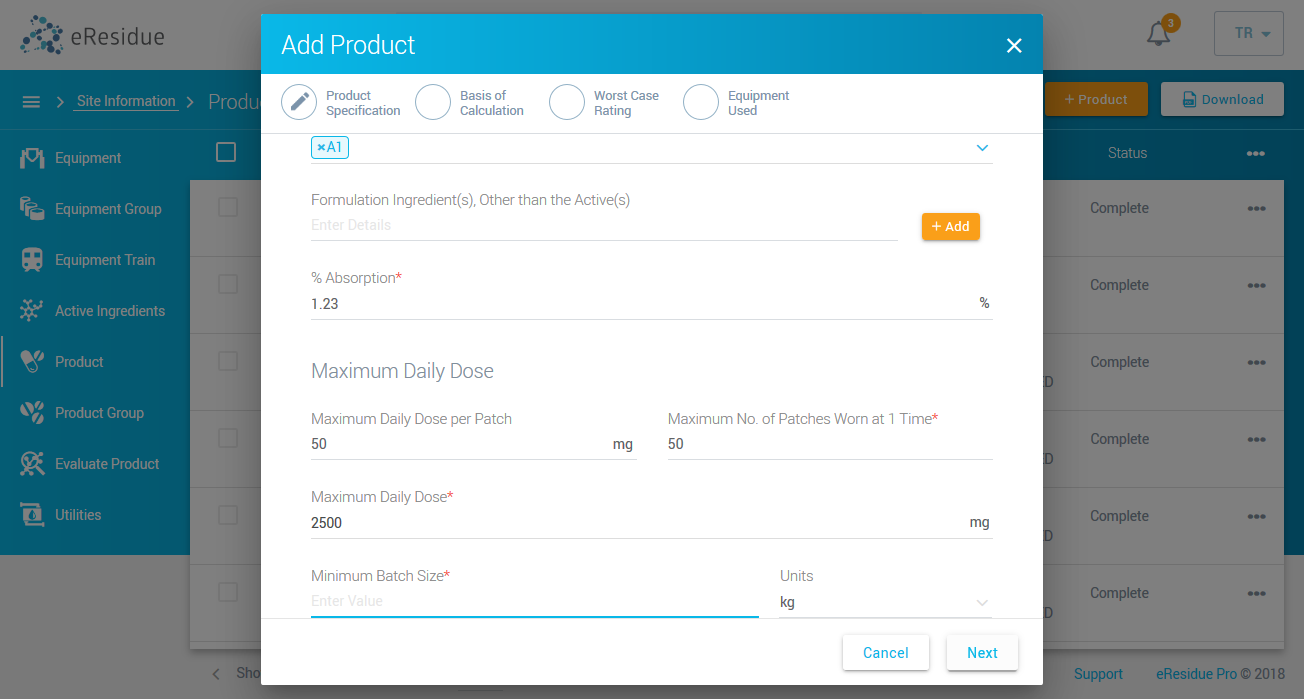 eResidue
Add Product
3
TR
Site Information
Produ
+ Product
Download
Product
Specification
Basis of
Calculation
Worst Case
Rating
Equipment
Used
Equipment
Equipment Group
Equipment Train
Active Ingredients
Product
Product Group
Evaluate Product
Utilities
×A1
Formulation Ingredient(s), Other than the Active(s)
Enter Details
+ Add
% Absorption*
1.23 %
Maximum Daily Dose
Maximum Daily Dose per Patch
50 mg
Maximum No. of Patches Worn at 1 Time*
50
Maximum Daily Dose*
2500 mg
Minimum Batch Size*
Enter Value
Units
kg
Cancel
Next
Status
Complete
Complete
Complete
D
Complete
D
Complete
D
Complete
D
Sho
Support
eResidue Pro © 2018